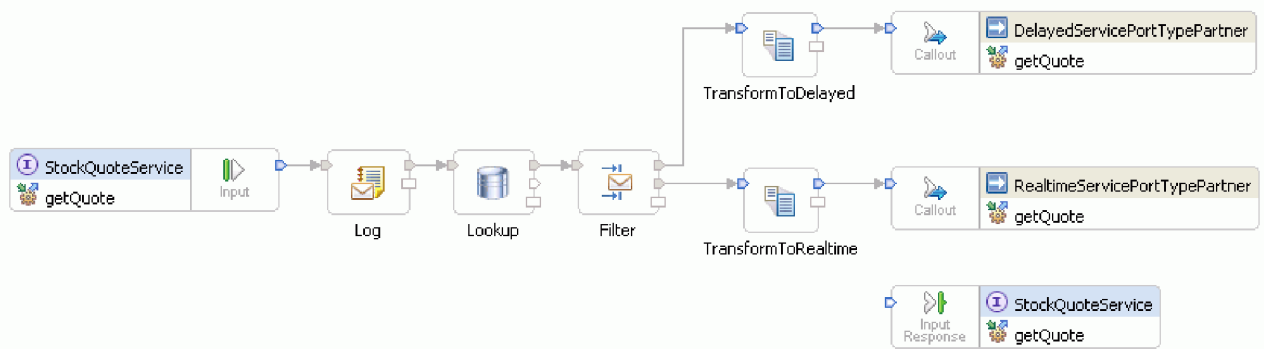 DelayedServicePortTypePartner
Callout
getQuote
TransformToDelayed
StockQuoteService
Input
getQuote
Log
Lookup
Filter
RealtimeServicePortTypePartner
Callout
getQuote
TransformToRealtime
StockQuoteService
Input
Response
getQuote